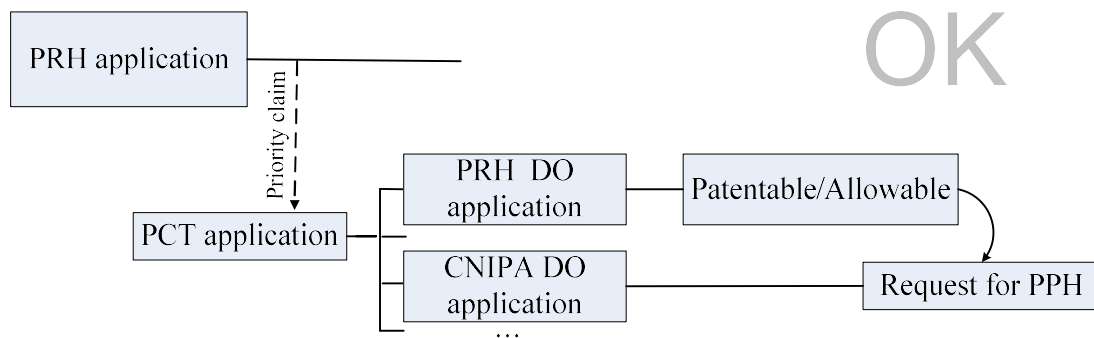 OK
PRH application
Priority claim
PRH DO
application
Patentable/Allowable
PCT application
CNIPA DO
application
Request for PPH
...